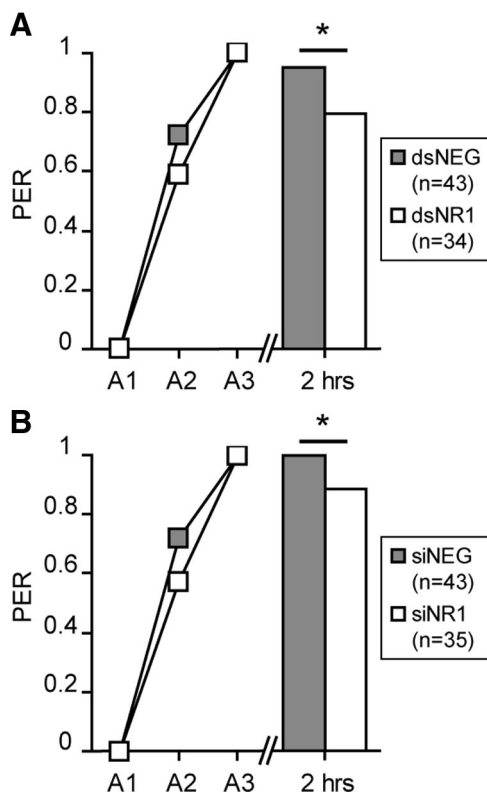 A
*
1
0.8
0.6
0.4
0.2
0
PER
A1 A2 A3 2 hrs
dsNEG
(n=43)
dsNR1
(n=34)
B
*
1
0.8
0.6
0.4
0.2
0
PER
A1 A2 A3 2 hrs
siNEG
(n=43)
siNR1
(n=35)